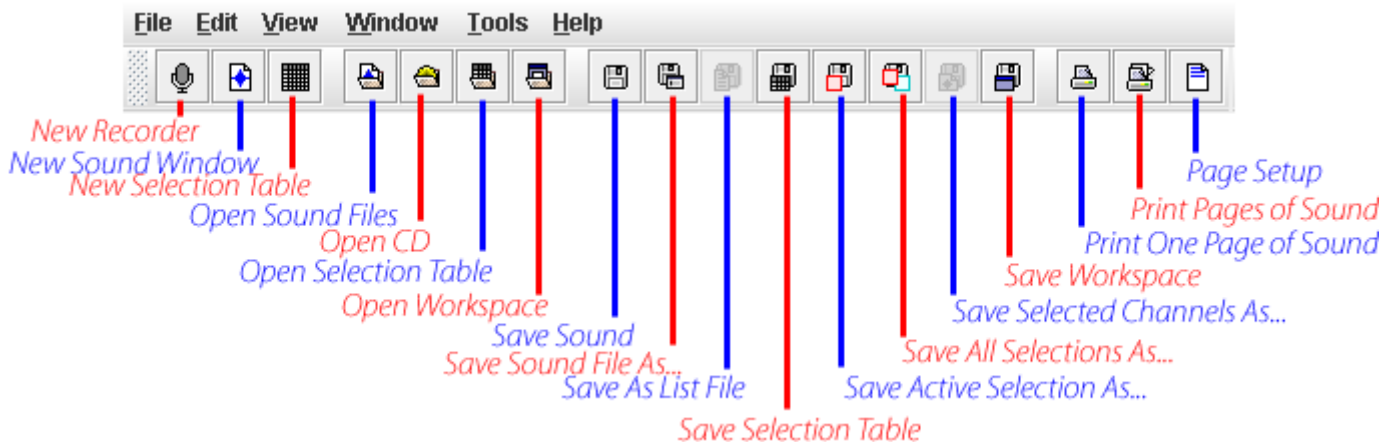 File Edit View Window Tools Help
New Recorder
New Sound Window
New Selection Table
Open Sound Files
Open CD
Open Selection Table
Open Workspace
Save Sound
Save Sound File As...
Save As List File
Save Selection Table
Save Active Selection As...
Save All Selections As...
Save Selected Channels As...
Save Workspace
Print One Page of Sound
Print Pages of Sound
Page Setup